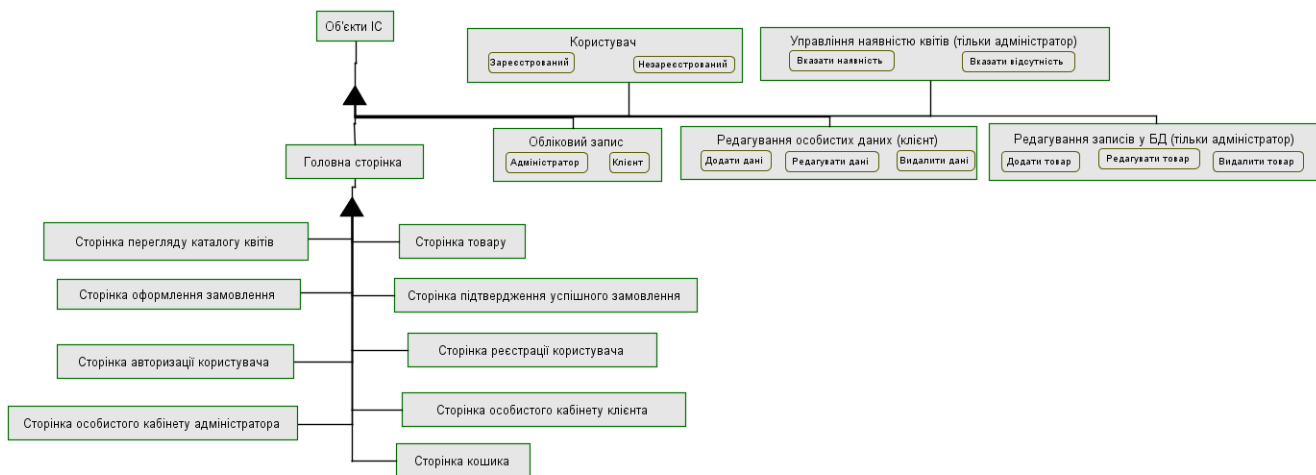 Об'єкти ІС
Користувач
Зареєстрований
Незареєстрований
Управління наявністю квітів (тільки адміністратор)
Вказати наявність
Вказати відсутність
Обліковий запис
Адміністратор
Клієнт
Редагування особистих даних (клієнт)
Додати дані
Редагувати дані
Видалити дані
Редагування записів у БД (тільки адміністратор)
Додати товар
Редагувати товар
Видалити товар
Головна сторінка
Сторінка перегляду каталогу квітів
Сторінка товару
Сторінка оформлення замовлення
Сторінка підтвердження успішного замовлення
Сторінка авторизації користувача
Сторінка реєстрації користувача
Сторінка особистого кабінету адміністратора
Сторінка особистого кабінету клієнта
Сторінка кошика